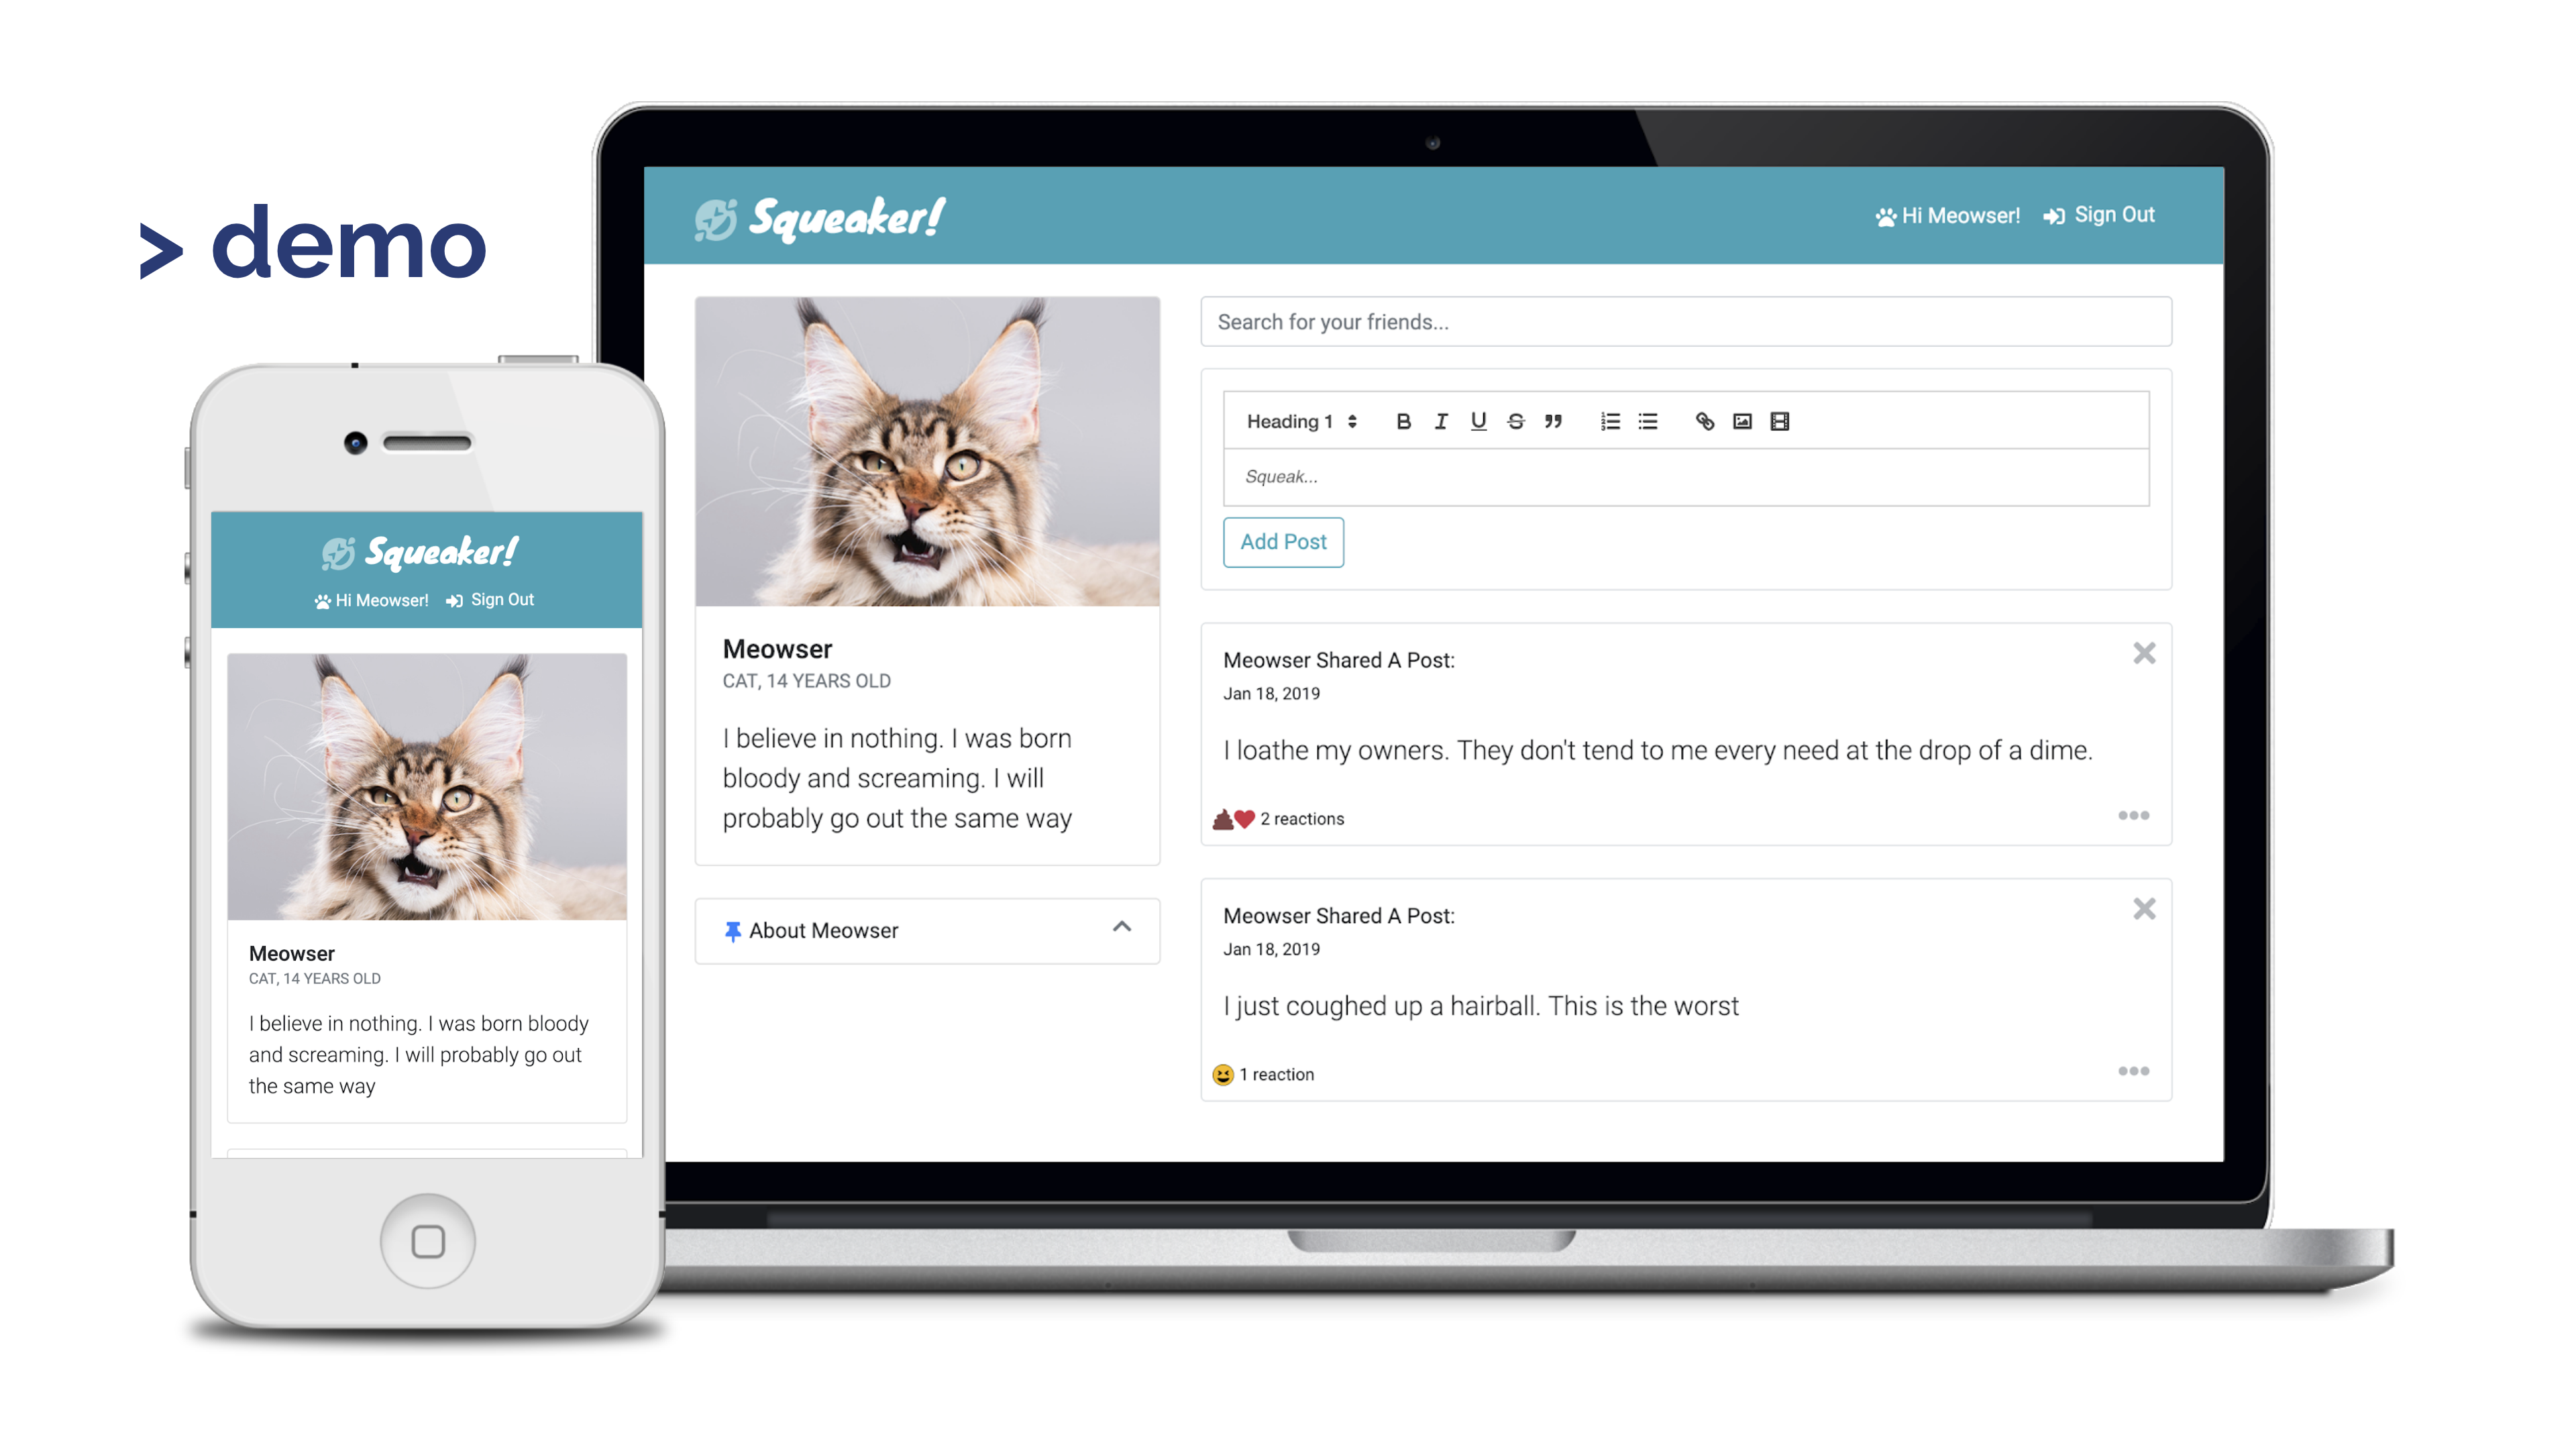 > demo
Squeaker!
Hi Meowser! Sign Out
Meowser
CAT, 14 YEARS OLD
I believe in nothing. I was born bloody
and screaming. I will probably go out
the same way
Squeaker!
Hi Meowser! Sign Out
Meowser
CAT, 14 YEARS OLD
I believe in nothing. I was born
bloody and screaming. I will
probably go out the same way
About Meowser
Search for your friends...
Heading 1 B I U S
Squeak...
Add Post
Meowser Shared A Post:
Jan 18, 2019
I loathe my owners. They don't tend to me every need at the drop of a dime.
2 reactions
Meowser Shared A Post:
Jan 18, 2019
I just coughed up a hairball. This is the worst
1 reaction